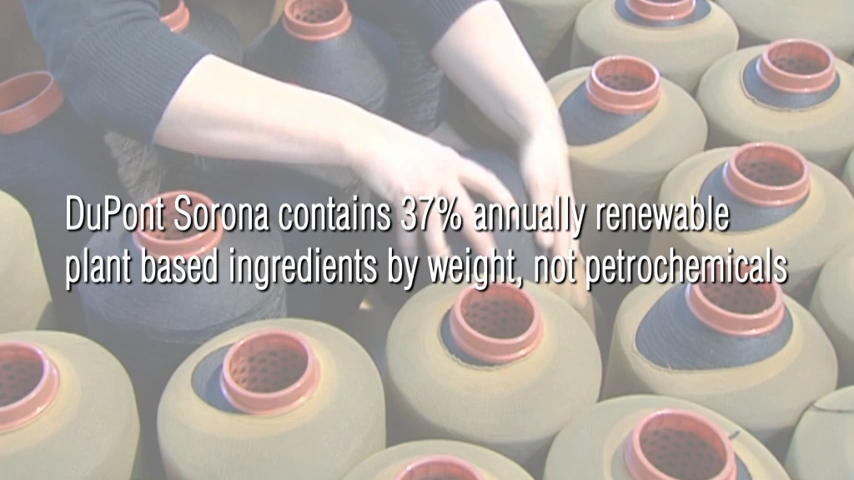 DuPont Sorona contains 37% annually renewable
plant based ingredients by weight, not petrochemicals